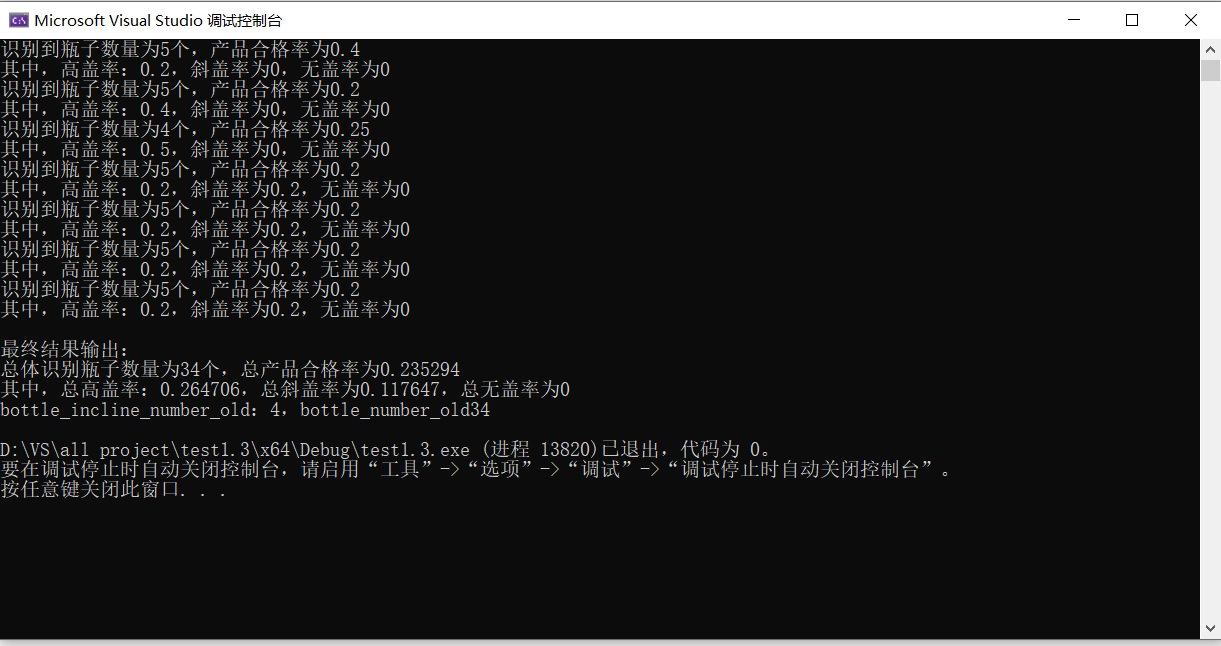 Microsoft Visual Studio 调试控制台
识别到瓶子数量为5个，产品合格率为0.4
其中，高盖率：0.2，斜盖率为0，无盖率为0
识别到瓶子数量为5个，产品合格率为0.2
其中，高盖率：0.4，斜盖率为0，无盖率为0
识别到瓶子数量为4个，产品合格率为0.25
其中，高盖率：0.5，斜盖率为0，无盖率为0
识别到瓶子数量为5个，产品合格率为0.2
其中，高盖率：0.2，斜盖率为0.2，无盖率为0
识别到瓶子数量为5个，产品合格率为0.2
其中，高盖率：0.2，斜盖率为0.2，无盖率为0
识别到瓶子数量为5个，产品合格率为0.2
其中，高盖率：0.2，斜盖率为0.2，无盖率为0
识别到瓶子数量为5个，产品合格率为0.2
其中，高盖率：0.2，斜盖率为0.2，无盖率为0
最终结果输出：
总体识别瓶子数量为34个，总产品合格率为0.235294
其中，总高盖率：0.264706，总斜盖率为0.117647，总无盖率为0
bottle_incline_number_old：4，bottle_number_old34
D:\VS\all project\test1.3\x64\Debug\test1.3.exe (进程 13820)已退出，代码为 0。
要在调试停止时自动关闭控制台，请启用“工具”->“选项”->“调试”->“调试停止时自动关闭控制台”。
按任意键关闭此窗口. . .